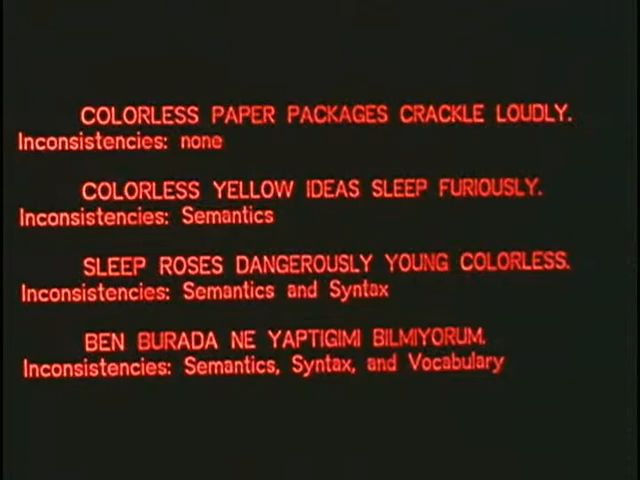 COLORLESS PAPER PACKAGES CRACKLE LOUDLY.
Inconsistencies: none
COLORLESS YELLOW IDEAS SLEEP FURIOUSLY.
Inconsistencies: Semantics
SLEEP ROSES DANGEROUSLY YOUNG COLORLESS.
Inconsistencies: Semantics and Syntax
BEN BURADA NE YAPTIGIMI BILMIYORUM.
Inconsistencies: Semantics, Syntax, and Vocabulary